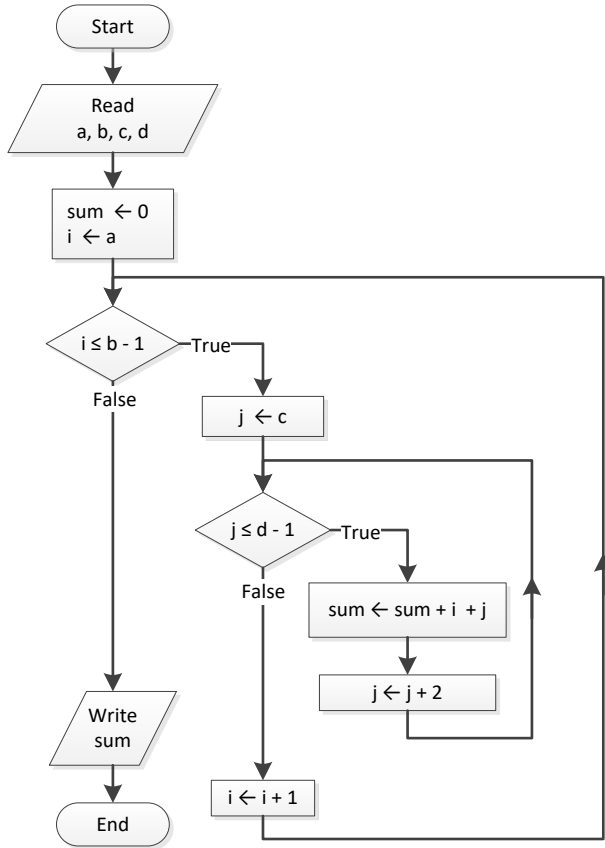 Start
Read
a, b, c, d
sum ← 0
i ← a
i ≤ b - 1
True
False
j ← c
j ≤ d - 1
True
False
sum ← sum + i + j
j ← j + 2
Write
sum
i ← i + 1
End